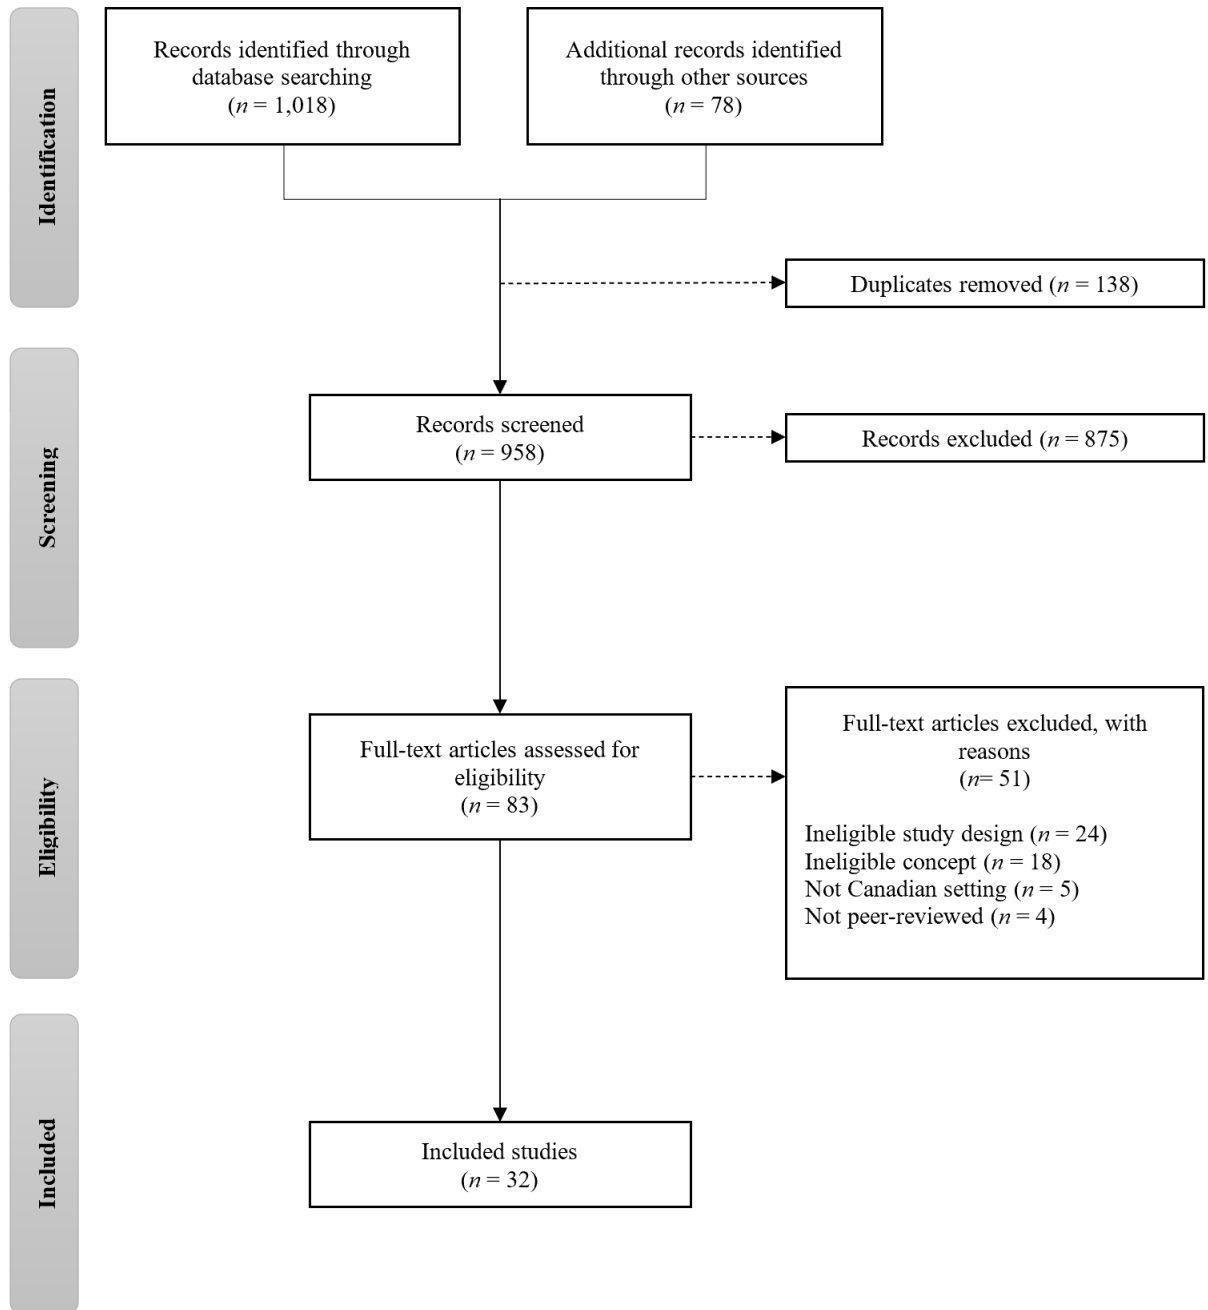 Identification
Records identified through
database searching
(n = 1,018)
Additional records identified
through other sources
(n = 78)
Duplicates removed (n = 138)
Screening
Records screened
(n = 958)
Records excluded (n = 875)
Eligibility
Full-text articles assessed for
eligibility
(n = 83)
Full-text articles excluded, with
reasons
(n= 51)
Ineligible study design (n = 24)
Ineligible concept (n = 18)
Not Canadian setting (n = 5)
Not peer-reviewed (n = 4)
Included
Included studies
(n = 32)